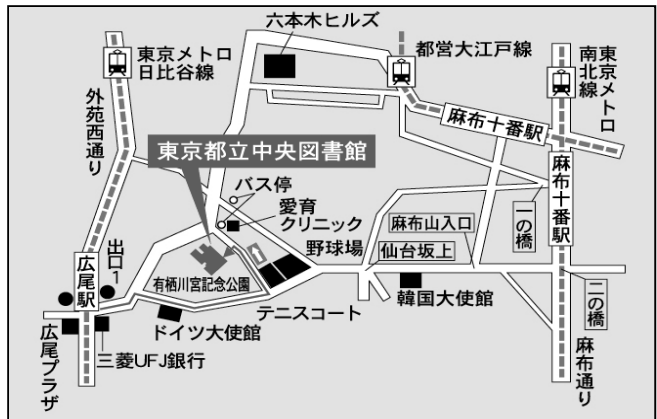 六本木ヒルズ
東京メトロ
日比谷線
都営大江戸線
東京メトロ
南北線
外苑西通り
麻布十番駅
東京都立中央図書館
麻布十番駅
バス停
愛育
クリニック
麻布山入口
一の橋
野球場
仙台坂上
出口1
有栖川宮記念公園
広尾駅
韓国大使館
二の橋
テニスコート
ドイツ大使館
広尾プラザ
三菱UFJ銀行
麻布通り